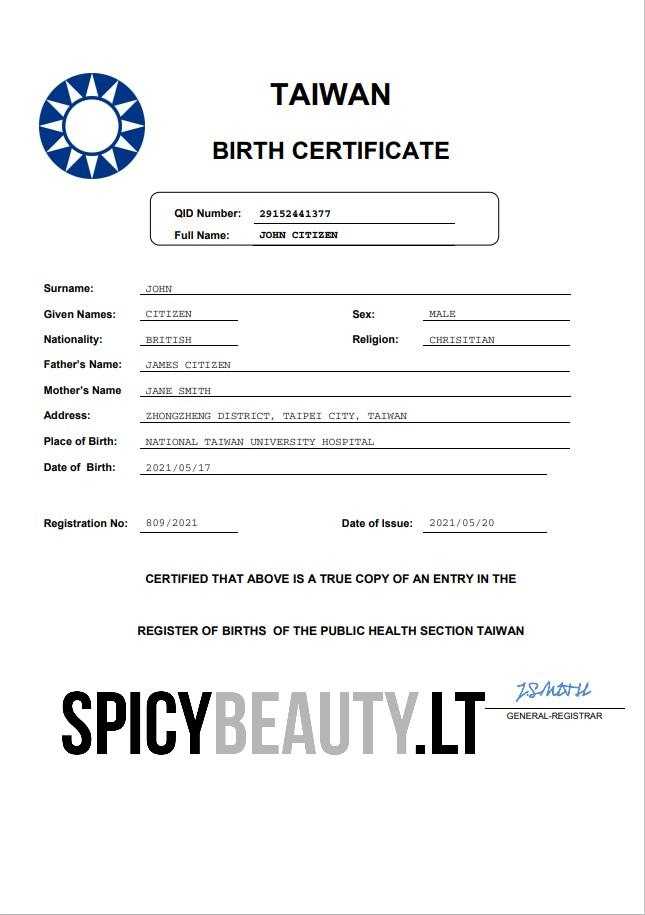 TAIWAN
BIRTH CERTIFICATE
QID Number: 29152441377
Full Name: JOHN CITIZEN
Surname: JOHN
Given Names: CITIZEN Sex: MALE
Nationality: BRITISH Religion: CHRISITIAN
Father's Name: JAMES CITIZEN
Mother's Name JANE SMITH
Address: ZHONGZHENG DISTRICT, TAIPEI CITY, TAIWAN
Place of Birth: NATIONAL TAIWAN UNIVERSITY HOSPITAL
Date of Birth: 2021/05/17
Registration No: 809/2021 Date of Issue: 2021/05/20
CERTIFIED THAT ABOVE IS A TRUE COPY OF AN ENTRY IN THE
REGISTER OF BIRTHS OF THE PUBLIC HEALTH SECTION TAIWAN
J.SMITH
SPICYBEAUTY.LT
GENERAL-REGISTRAR